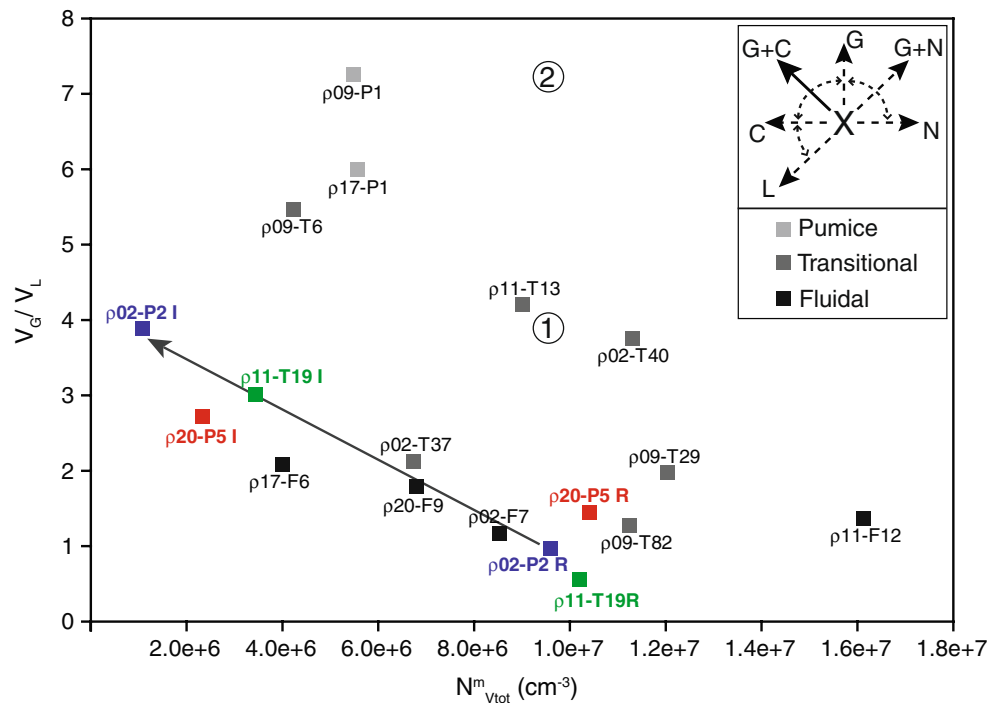 8
7
6
5
4
3
2
1
0
V_G/ V_L
2.0e+6
4.0e+6
6.0e+6
8.0e+6
1.0e+7
1.2e+7
1.4e+7
1.6e+7
1.8e+7
N^m_Vtot (cm^-3)
G+C
G
G+N
C
X
N
L
Pumice
Transitional
Fluidal
②
①
ρ09-P1
ρ17-P1
ρ09-T6
ρ11-T13
ρ02-P2 I
ρ02-T40
ρ11-T19 I
ρ20-P5 I
ρ02-T37
ρ17-F6
ρ09-T29
ρ20-F9
ρ20-P5 R
ρ02-F7
ρ09-T82
ρ11-F12
ρ02-P2 R
ρ11-T19R